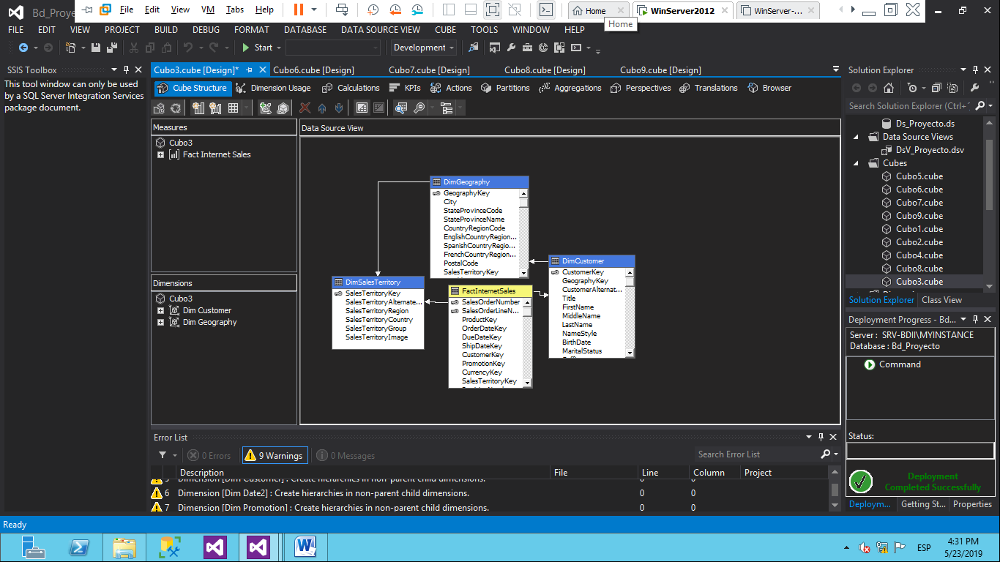 Bd_Proye
File Edit View VM Tabs Help
Home
WinServer2012
WinServer-...
Home
FILE EDIT VIEW PROJECT BUILD DEBUG FORMAT DATABASE DATA SOURCE VIEW CUBE TOOLS WINDOW HELP
Start
Development
SSIS Toolbox
This tool window can only be used
by a SQL Server Integration Services
package document.
Cubo3.cube [Design]*
Cubo6.cube [Design]
Cubo7.cube [Design]
Cubo8.cube [Design]
Cubo9.cube [Design]
Cube Structure
Dimension Usage
Calculations
KPIs
Actions
Partitions
Aggregations
Perspectives
Translations
Browser
Measures
Cubo3
Fact Internet Sales
Dimensions
Cubo3
Dim Customer
Dim Geography
Data Source View
DimGeography
GeographyKey
City
StateProvinceCode
StateProvinceName
CountryRegionCode
EnglishCountryRegion...
SpanishCountryRegio...
FrenchCountryRegion...
PostalCode
SalesTerritoryKey
DimSalesTerritory
SalesTerritoryKey
SalesTerritoryAlternate...
SalesTerritoryRegion
SalesTerritoryCountry
SalesTerritoryGroup
SalesTerritoryImage
FactInternetSales
SalesOrderNumber
SalesOrderLineN...
ProductKey
OrderDateKey
DueDateKey
ShipDateKey
CustomerKey
PromotionKey
CurrencyKey
SalesTerritoryKey
DimCustomer
CustomerKey
GeographyKey
CustomerAlternat...
Title
FirstName
MiddleName
LastName
NameStyle
BirthDate
MaritalStatus
Solution Explorer
Search Solution Explorer (Ctrl+
Ds_Proyecto.ds
Data Source Views
DsV_Proyecto.dsv
Cubes
Cubo5.cube
Cubo6.cube
Cubo7.cube
Cubo9.cube
Cubo1.cube
Cubo2.cube
Cubo4.cube
Cubo8.cube
Cubo3.cube
Solution Explorer Class View
Deployment Progress - Bd...
Server : SRV-BDII\MYINSTANCE
Database : Bd_Proyecto
Command
Status:
Deployment
Completed Successfully
Deploym... Getting St... Properties
Error List
0 Errors
9 Warnings
0 Messages
Search Error List
Description File Line Column Project
5 Dimension [Dim Customer] : Create hierarchies in non-parent child dimensions. 0 0
6 Dimension [Dim Date2] : Create hierarchies in non-parent child dimensions. 0 0
7 Dimension [Dim Promotion] : Create hierarchies in non-parent child dimensions. 0 0
Ready
ESP
4:31 PM
5/23/2019